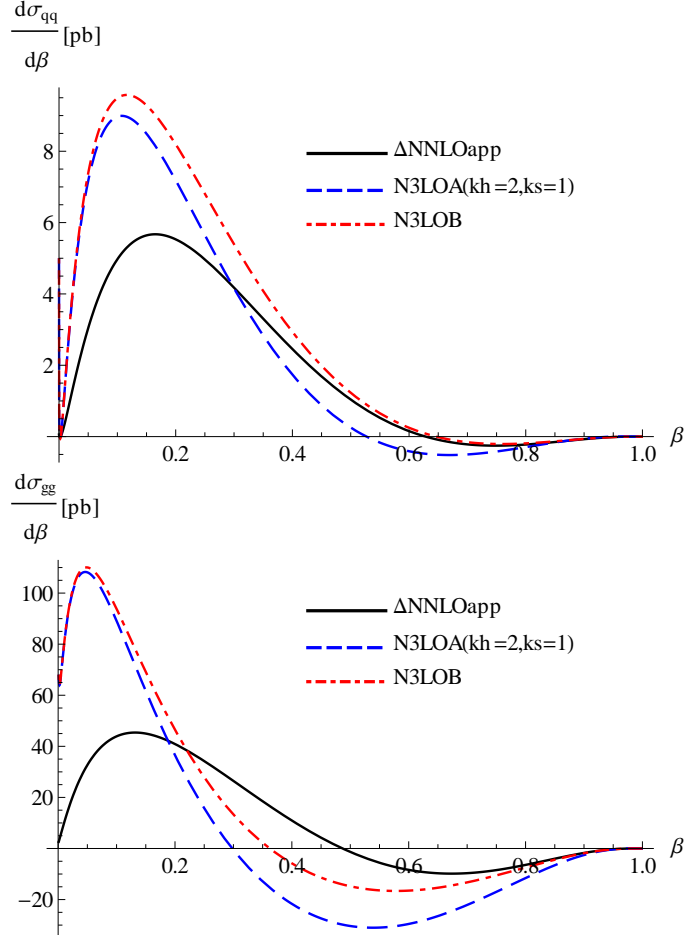 dσqq
dβ [pb]
8
6
4
2
0.2 0.4 0.6 0.8 1.0 β
ΔNNLOapp
N3LOA(kh=2,ks=1)
N3LOB
dσgg
dβ [pb]
100
80
60
40
20
−20
0.2 0.4 0.6 0.8 1.0 β
ΔNNLOapp
N3LOA(kh=2,ks=1)
N3LOB